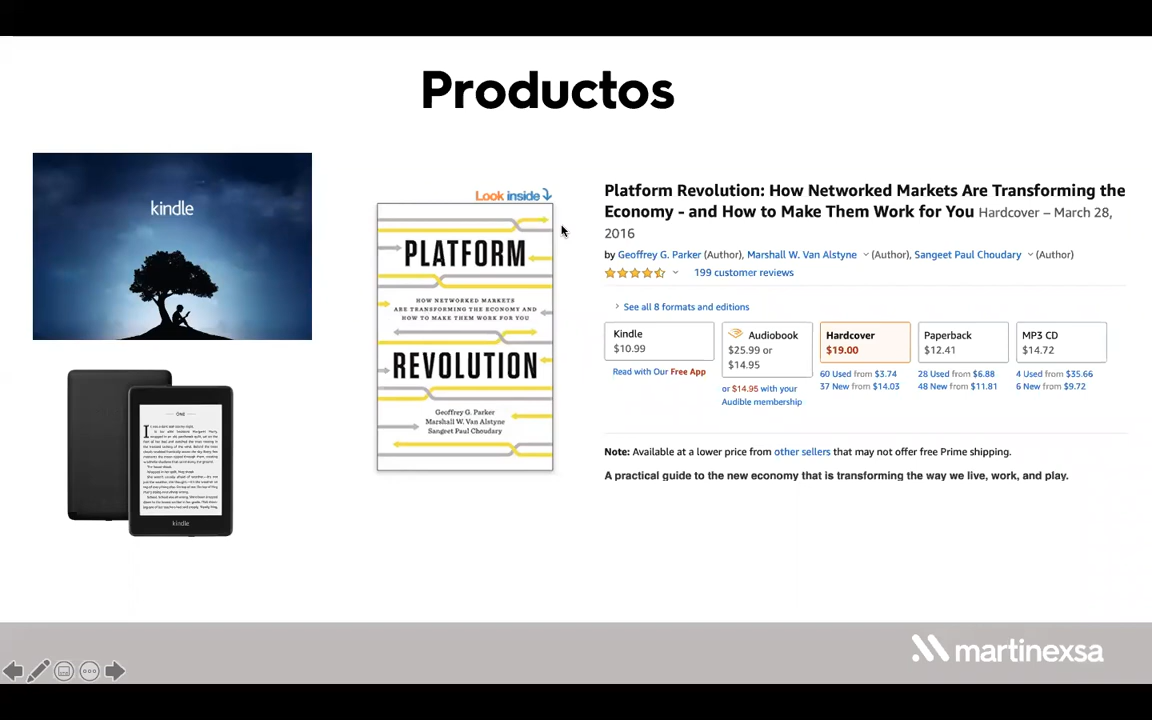 Productos
kindle
ONE
kindle
Look inside
PLATFORM
HOW NETWORKED MARKETS
ARE TRANSFORMING THE ECONOMY AND
HOW TO MAKE THEM WORK FOR YOU
REVOLUTION
Geoffrey G. Parker
Marshall W. Van Alstyne
Sangeet Paul Choudary
Platform Revolution: How Networked Markets Are Transforming the
Economy - and How to Make Them Work for You Hardcover – March 28,
2016
by Geoffrey G. Parker (Author), Marshall W. Van Alstyne (Author), Sangeet Paul Choudary (Author)
199 customer reviews
See all 8 formats and editions
Kindle
$10.99
Read with Our Free App
Audiobook
$25.99 or
$14.95
or $14.95 with your
Audible membership
Hardcover
$19.00
60 Used from $3.74
37 New from $14.03
Paperback
$12.41
28 Used from $6.88
48 New from $11.81
MP3 CD
$14.72
4 Used from $35.66
6 New from $9.72
Note: Available at a lower price from other sellers that may not offer free Prime shipping.
A practical guide to the new economy that is transforming the way we live, work, and play.
martinexsa